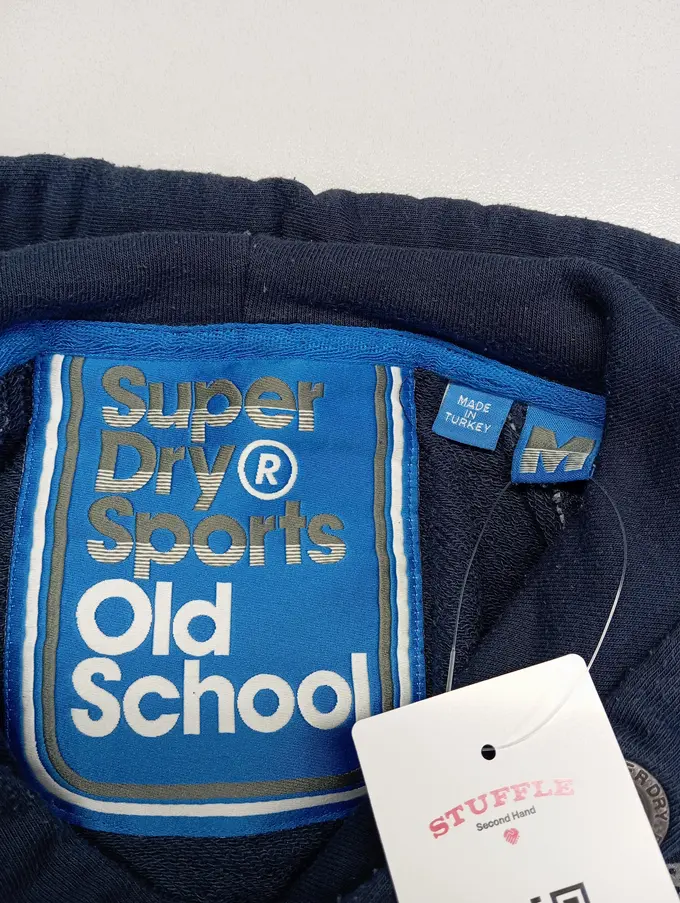 Super
Dry®
Sports
Old
School
MADE
IN
TURKEY
M
STUFFLE
Second Hand